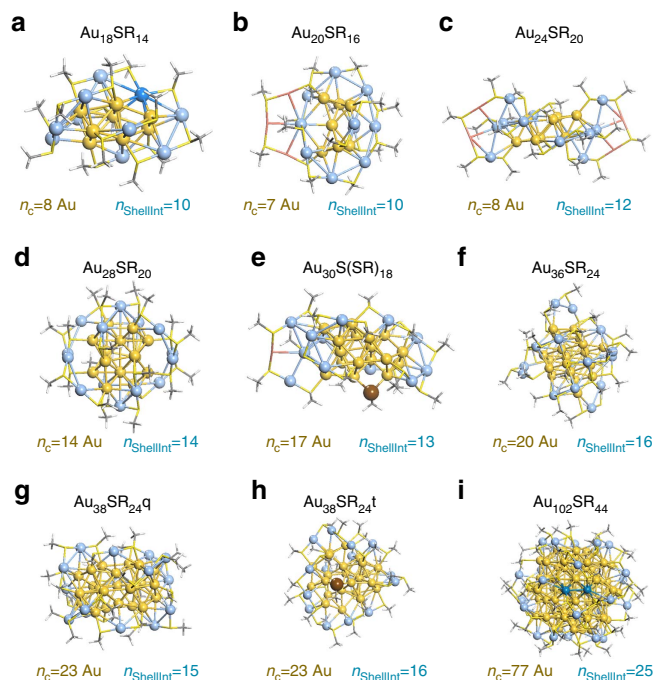 a Au18SR14
b Au20SR16
c Au24SR20
nc=8 Au nShellInt=10
nc=7 Au nShellInt=10
nc=8 Au nShellInt=12
d Au28SR20
e Au30S(SR)18
f Au36SR24
nc=14 Au nShellInt=14
nc=17 Au nShellInt=13
nc=20 Au nShellInt=16
g Au38SR24q
h Au38SR24t
i Au102SR44
nc=23 Au nShellInt=15
nc=23 Au nShellInt=16
nc=77 Au nShellInt=25